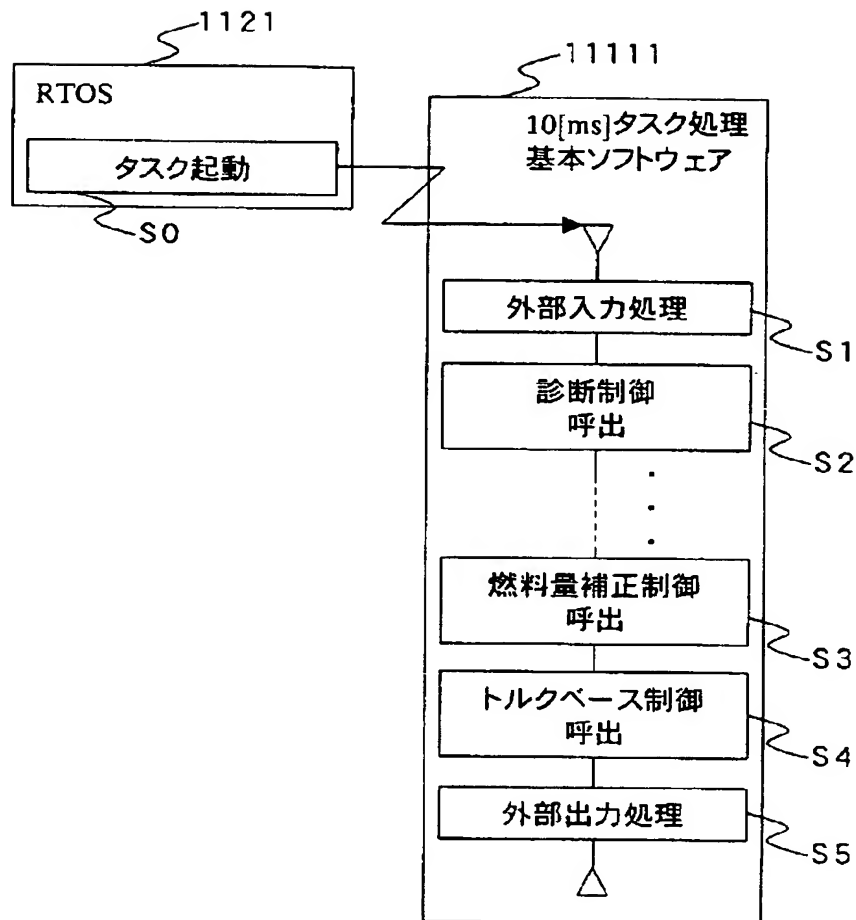 1121
RTOS
タスク起動
S0
11111
10[ms]タスク処理
基本ソフトウェア
外部入力処理
S1
診断制御
呼出
S2
燃料量補正制御
呼出
S3
トルクベース制御
呼出
S4
外部出力処理
S5